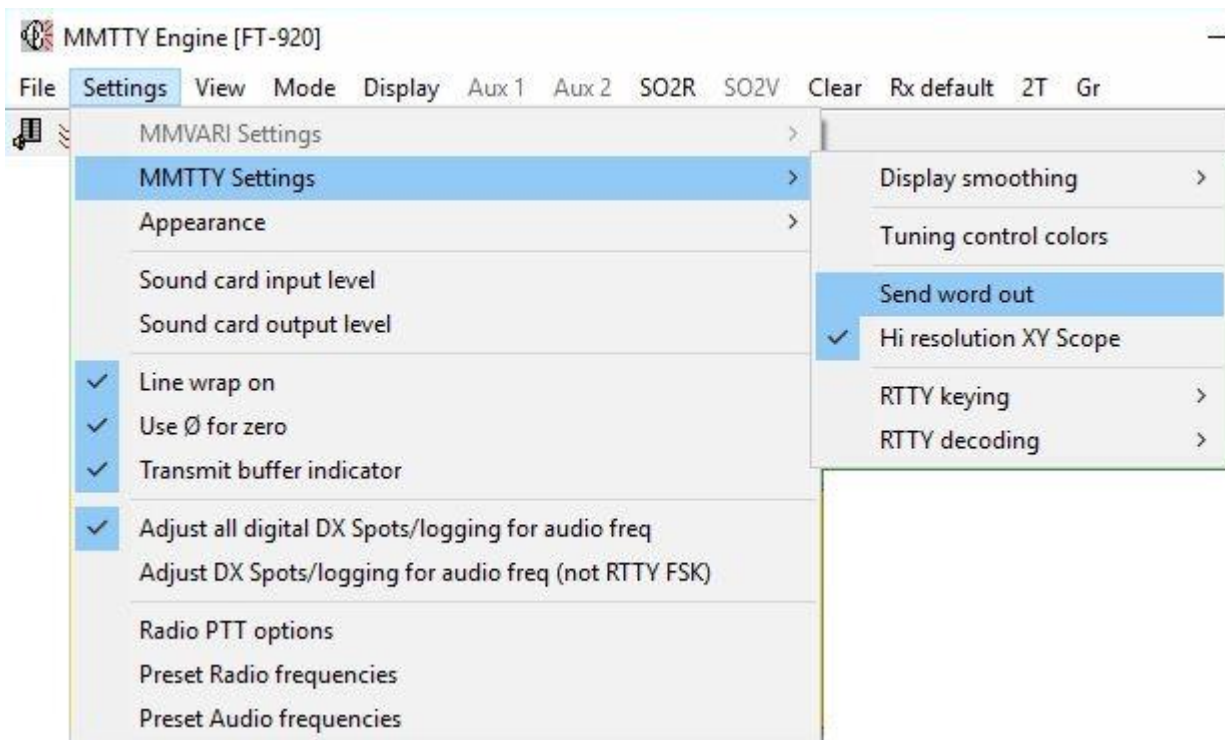 MMTTY Engine [FT-920]
File Settings View Mode Display Aux 1 Aux 2 SO2R SO2V Clear Rx default 2T Gr
MMVARI Settings
MMTTY Settings
Appearance
Sound card input level
Sound card output level
Line wrap on
Use Ø for zero
Transmit buffer indicator
Adjust all digital DX Spots/logging for audio freq
Adjust DX Spots/logging for audio freq (not RTTY FSK)
Radio PTT options
Preset Radio frequencies
Preset Audio frequencies
Display smoothing
Tuning control colors
Send word out
Hi resolution XY Scope
RTTY keying
RTTY decoding